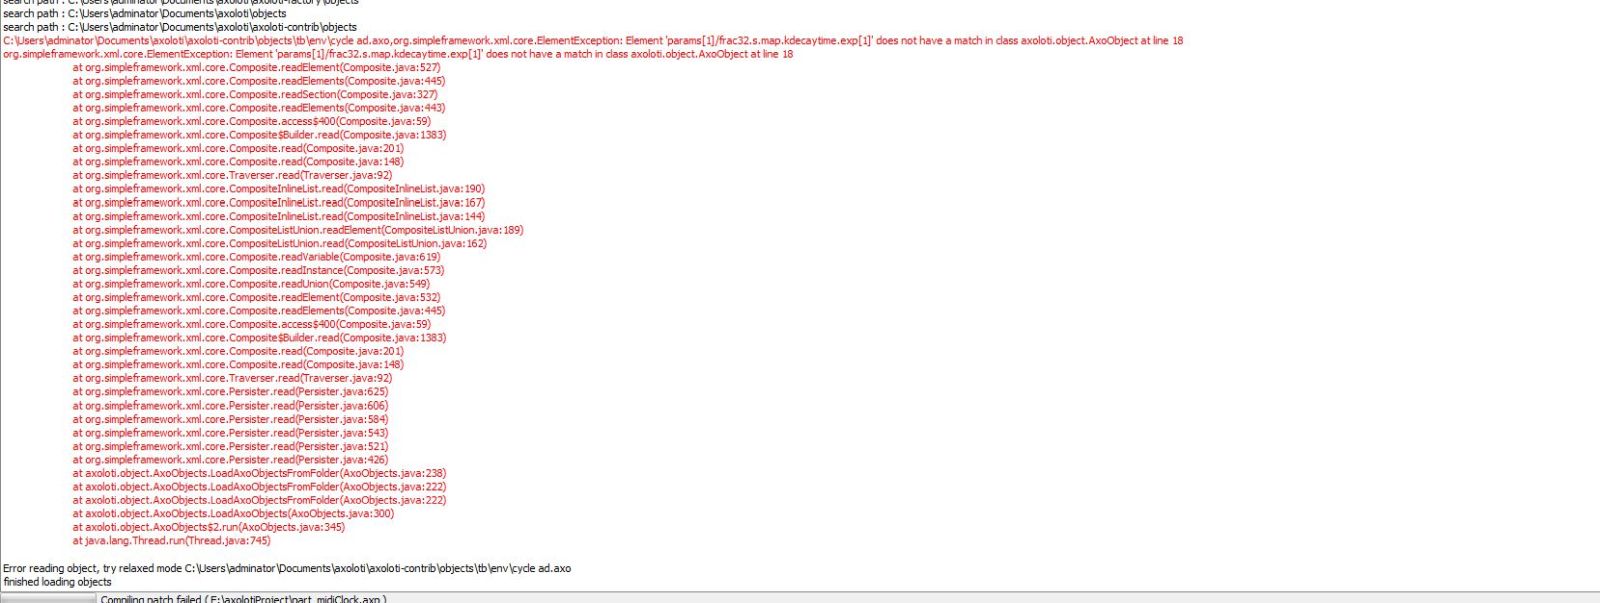 search path : C:\Users\adminator\Documents\axoloti\axoloti-factory\objects
search path : C:\Users\adminator\Documents\axoloti\objects
search path : C:\Users\adminator\Documents\axoloti\axoloti-contrib\objects
C:\Users\adminator\Documents\axoloti\axoloti-contrib\objects\tb\env\cycle ad.axo,org.simpleframework.xml.core.ElementException: Element 'params[1]/frac32.s.map.kdecaytime.exp[1]' does not have a match in class axoloti.object.AxoObject at line 18
org.simpleframework.xml.core.ElementException: Element 'params[1]/frac32.s.map.kdecaytime.exp[1]' does not have a match in class axoloti.object.AxoObject at line 18
at org.simpleframework.xml.core.Composite.readElement(Composite.java:527)
at org.simpleframework.xml.core.Composite.readElements(Composite.java:445)
at org.simpleframework.xml.core.Composite.readSection(Composite.java:327)
at org.simpleframework.xml.core.Composite.readElements(Composite.java:443)
at org.simpleframework.xml.core.Composite.access$400(Composite.java:59)
at org.simpleframework.xml.core.Composite$Builder.read(Composite.java:1383)
at org.simpleframework.xml.core.Composite.read(Composite.java:201)
at org.simpleframework.xml.core.Composite.read(Composite.java:148)
at org.simpleframework.xml.core.Traverser.read(Traverser.java:92)
at org.simpleframework.xml.core.CompositeInlineList.read(CompositeInlineList.java:190)
at org.simpleframework.xml.core.CompositeInlineList.read(CompositeInlineList.java:167)
at org.simpleframework.xml.core.CompositeInlineList.read(CompositeInlineList.java:144)
at org.simpleframework.xml.core.CompositeListUnion.readElement(CompositeListUnion.java:189)
at org.simpleframework.xml.core.CompositeListUnion.read(CompositeListUnion.java:162)
at org.simpleframework.xml.core.Composite.readVariable(Composite.java:619)
at org.simpleframework.xml.core.Composite.readInstance(Composite.java:573)
at org.simpleframework.xml.core.Composite.readUnion(Composite.java:549)
at org.simpleframework.xml.core.Composite.readElement(Composite.java:532)
at org.simpleframework.xml.core.Composite.readElements(Composite.java:445)
at org.simpleframework.xml.core.Composite.access$400(Composite.java:59)
at org.simpleframework.xml.core.Composite$Builder.read(Composite.java:1383)
at org.simpleframework.xml.core.Composite.read(Composite.java:201)
at org.simpleframework.xml.core.Composite.read(Composite.java:148)
at org.simpleframework.xml.core.Traverser.read(Traverser.java:92)
at org.simpleframework.xml.core.Persister.read(Persister.java:625)
at org.simpleframework.xml.core.Persister.read(Persister.java:606)
at org.simpleframework.xml.core.Persister.read(Persister.java:584)
at org.simpleframework.xml.core.Persister.read(Persister.java:543)
at org.simpleframework.xml.core.Persister.read(Persister.java:521)
at org.simpleframework.xml.core.Persister.read(Persister.java:426)
at axoloti.object.AxoObjects.LoadAxoObjectsFromFolder(AxoObjects.java:238)
at axoloti.object.AxoObjects.LoadAxoObjectsFromFolder(AxoObjects.java:222)
at axoloti.object.AxoObjects.LoadAxoObjectsFromFolder(AxoObjects.java:222)
at axoloti.object.AxoObjects.LoadAxoObjects(AxoObjects.java:300)
at axoloti.object.AxoObjects$2.run(AxoObjects.java:345)
at java.lang.Thread.run(Thread.java:745)
Error reading object, try relaxed mode C:\Users\adminator\Documents\axoloti\axoloti-contrib\objects\tb\env\cycle ad.axo
finished loading objects
Compiling patch failed ( F:\axolotiProject\part_midiClock.axp )